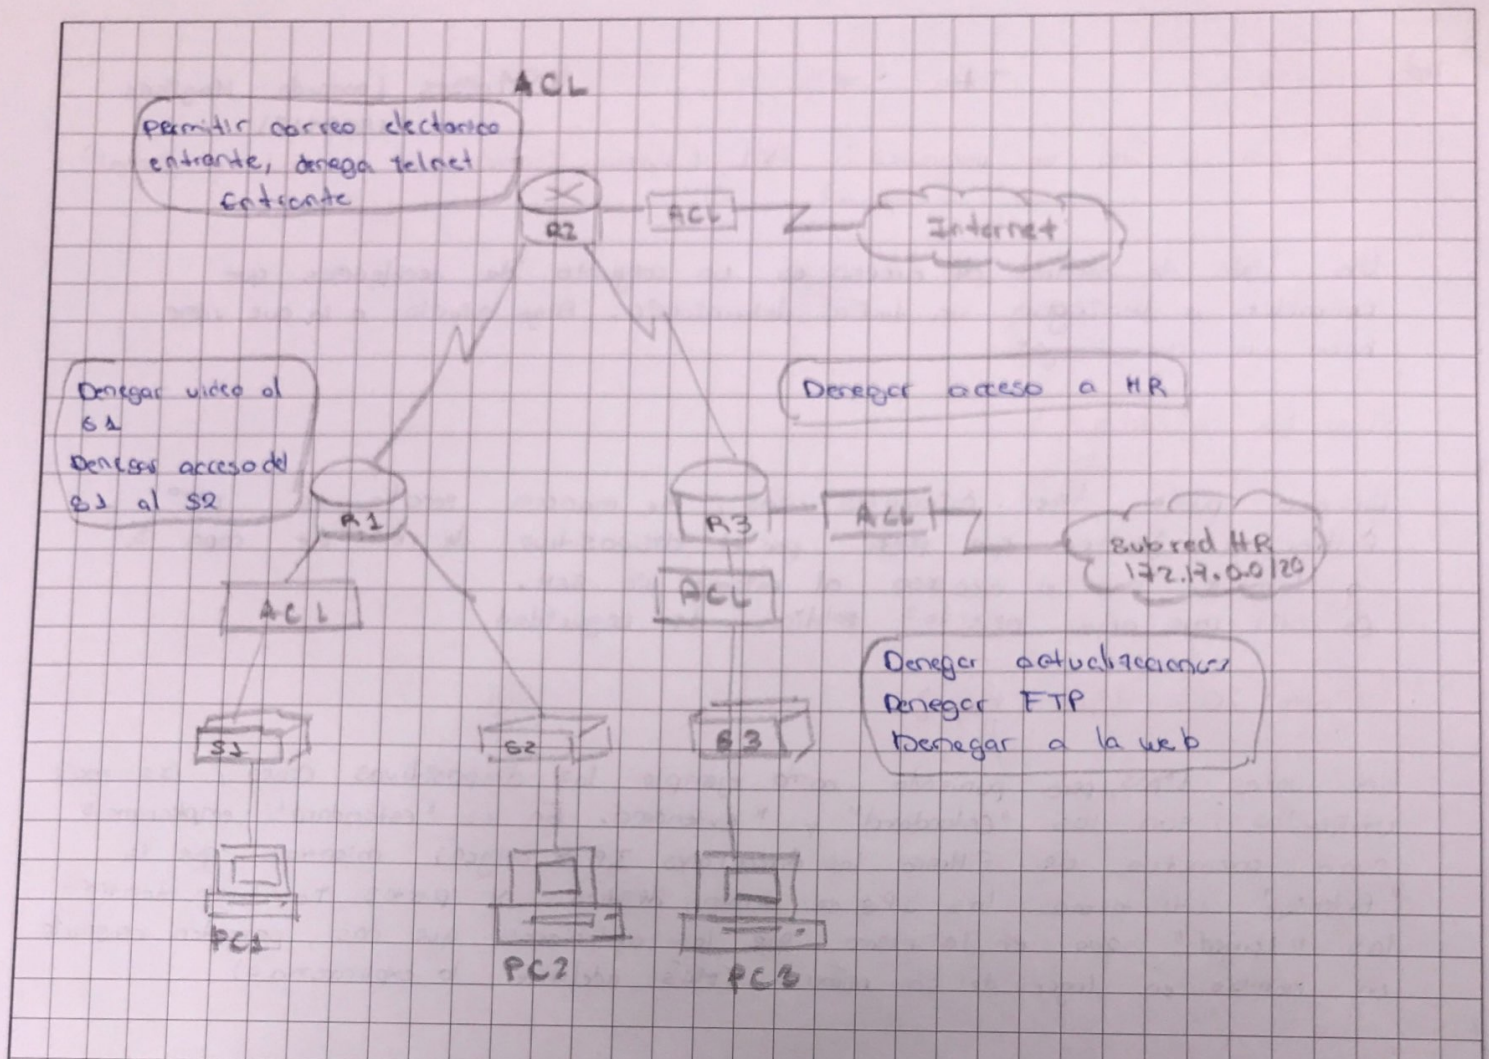 ACL
Permitir correo electornico
entrante, denega telnet
Entrante
R2
ACL
Internet
Denegar video al
S1
Denegar acceso del
S1 al S2
Denegar acceso a HR
R1
R3
ACL
Subred HR
172.17.0.0/20
ACL
ACL
Denegar actualizaciones
Denegar FTP
Denegar a la web
S1
S2
S3
PC1
PC2
PC3